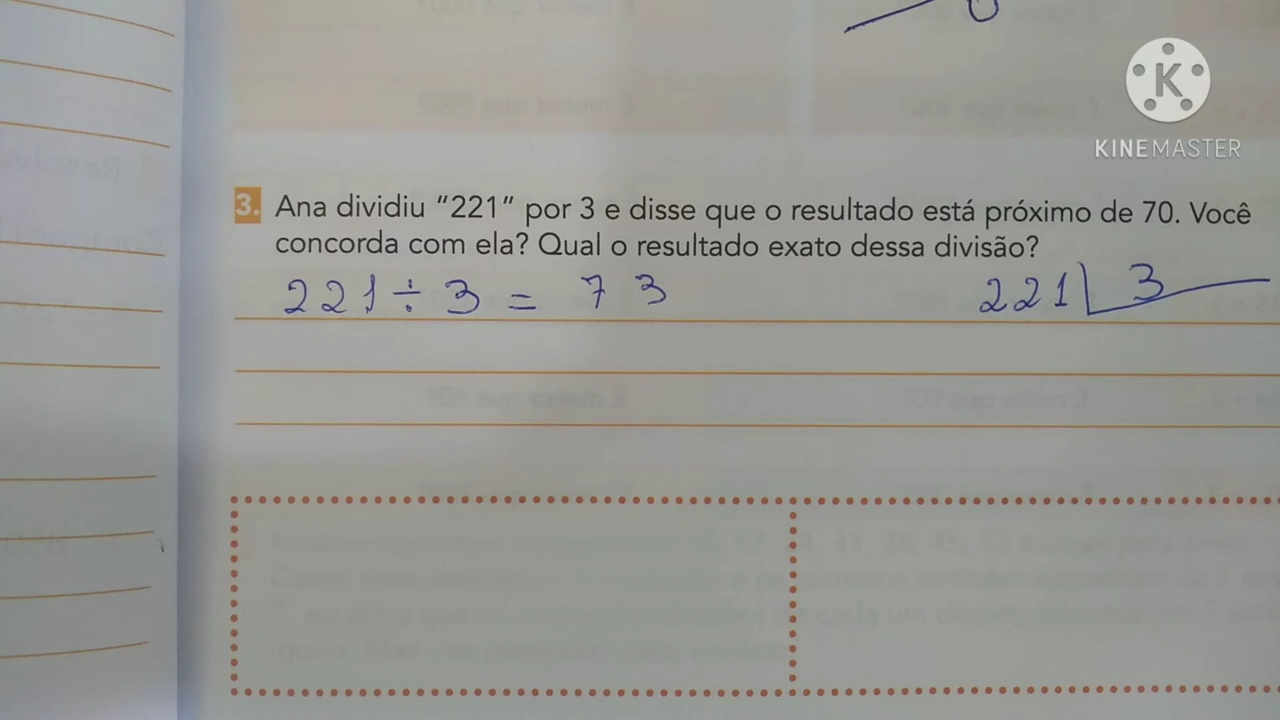 KINEMASTER
3. Ana dividiu “221” por 3 e disse que o resultado está próximo de 70. Você
concorda com ela? Qual o resultado exato dessa divisão?
221 ÷ 3 = 73 221 3